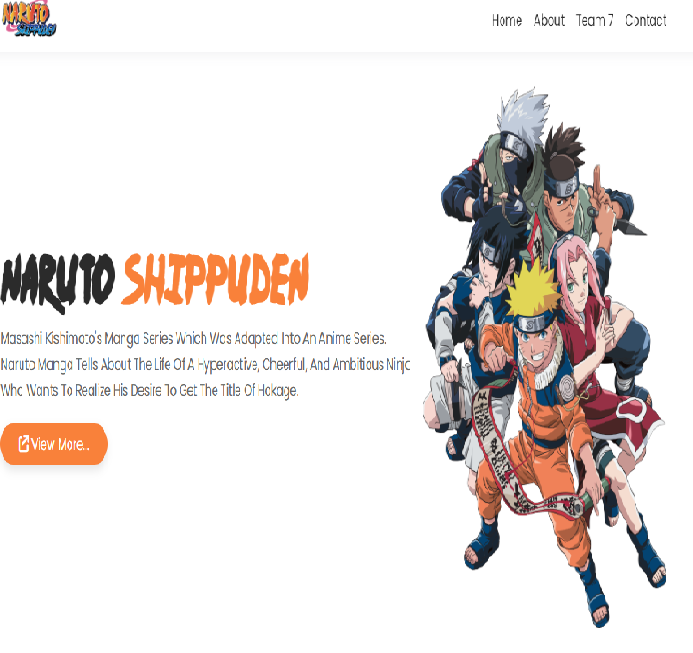 NARUTO
SHIPPUDEN
Home About Team 7 Contact
NARUTO SHIPPUDEN
Masashi Kishimoto's Manga Series Which Was Adapted Into An Anime Series.
Naruto Manga Tells About The Life Of A Hyperactive, Cheerful, And Ambitious Ninja
Who Wants To Realize His Desire To Get The Title Of Hokage.
View More...